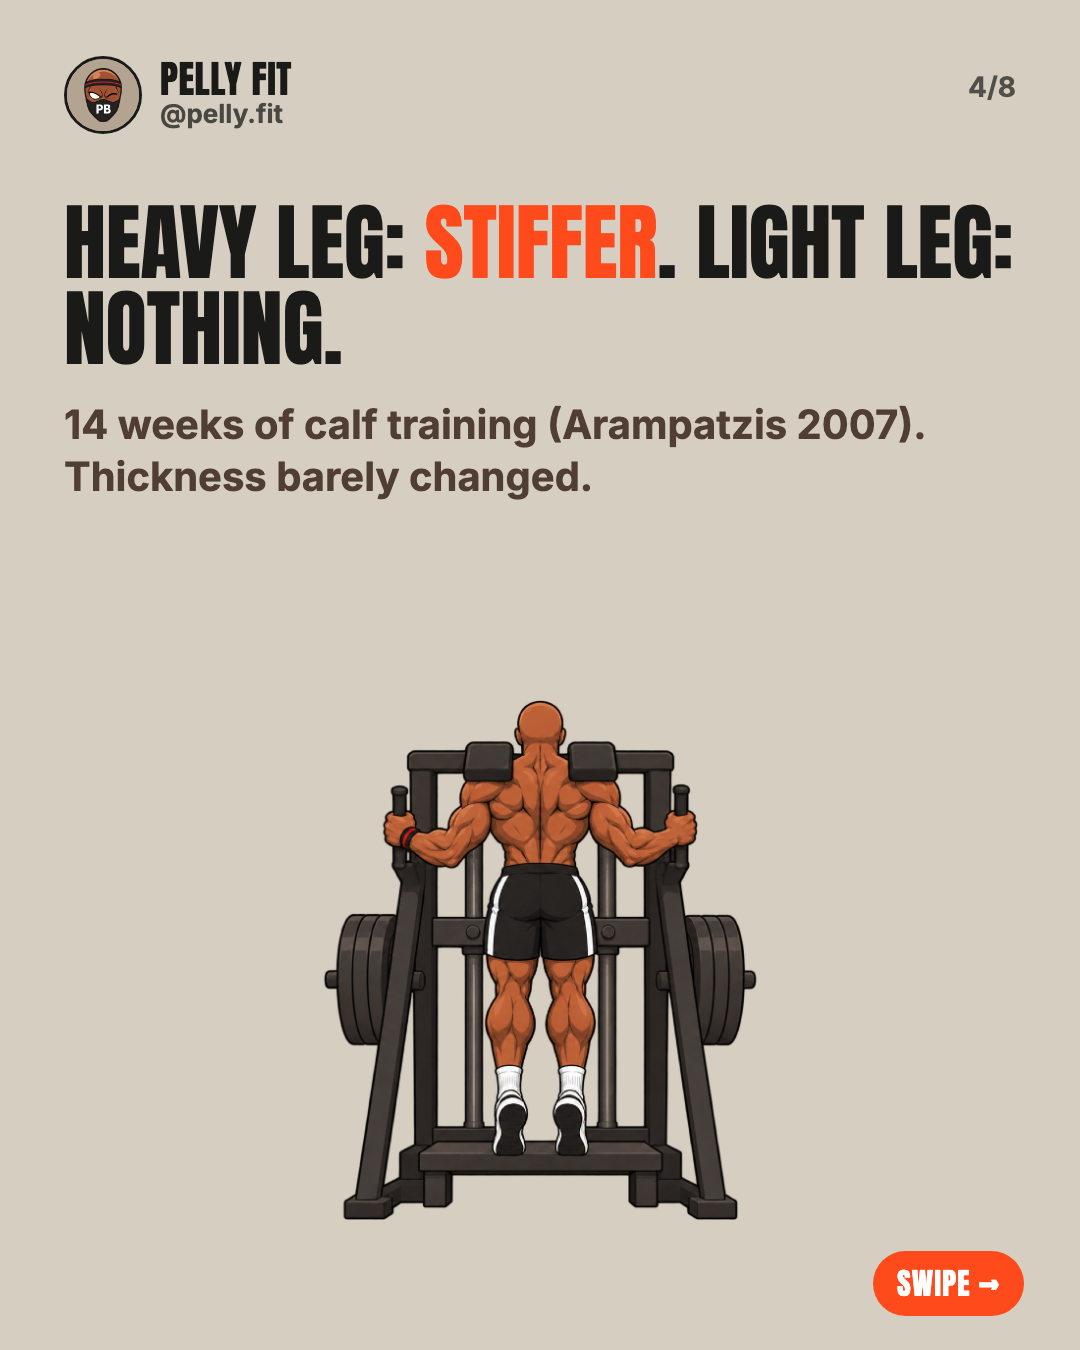 PB
PELLY FIT
@pelly.fit
4/8
HEAVY LEG: STIFFER. LIGHT LEG:
NOTHING.
14 weeks of calf training (Arampatzis 2007).
Thickness barely changed.
SWIPE →